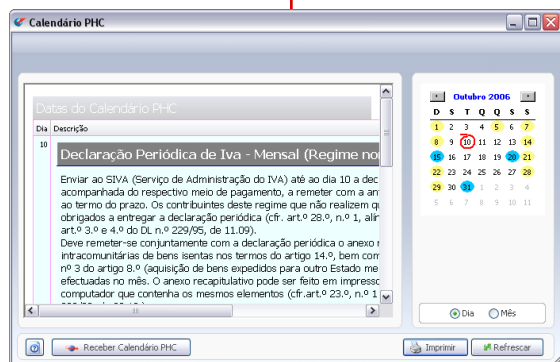 Calendário PHC
Datas do Calendário PHC
Dia Descrição
10
Declaração Periódica de Iva - Mensal (Regime no
Enviar ao SIVA (Serviço de Administração do IVA) até ao dia 10 a dec
acompanhada do respectivo meio de pagamento, a remeter com a an
ao termo do prazo. Os contribuintes deste regime que não realizem q
obrigados a entregar a declaração periódica (cfr. art.º 28.º, n.º 1, alín
art.º 3.º e 4.º do DL n.º 229/95, de 11.09).
Deve remeter-se conjuntamente com a declaração periódica o anexo r
intracomunitárias de bens isentas nos termos do artigo 14.º, bem com
nº 3 do artigo 8.º (aquisição de bens expedidos para outro Estado me
efectuadas no mês. O anexo recapitulativo pode ser feito em impresso
computador que contenha os mesmos elementos (cfr.art.º 23.º, n.º 1
Outubro 2006
D S T Q Q S S
1 2 3 4 5 6 7
8 9 10 11 12 13 14
15 16 17 18 19 20 21
22 23 24 25 26 27 28
29 30 31 1 2 3 4
5 6 7 8 9 10 11
Dia Mês
Receber Calendário PHC
Imprimir
Refrescar